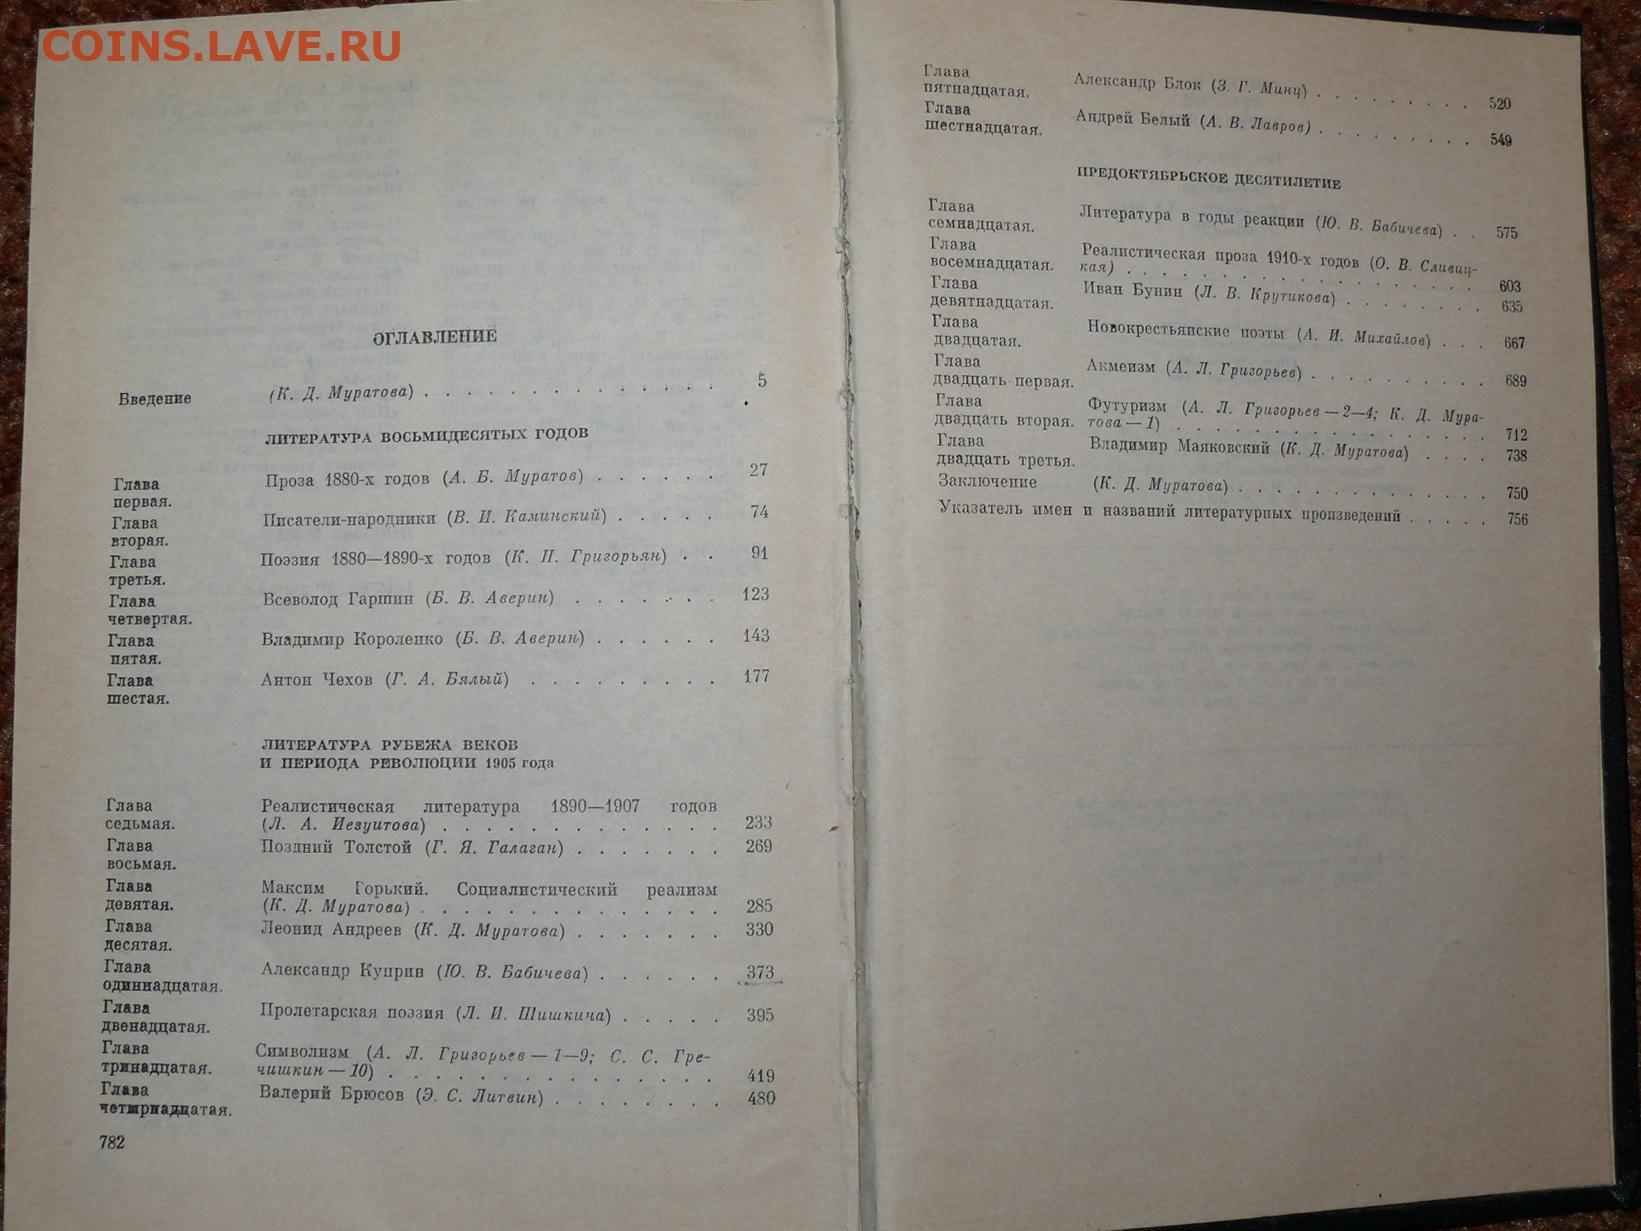 COINS.LAVE.RU
ОГЛАВЛЕНИЕ
Введение (К. Д. Муратова) . . . . . . . . . . . . . 5
ЛИТЕРАТУРА ВОСЬМИДЕСЯТЫХ ГОДОВ
Глава первая. Проза 1880-х годов (А. Б. Муратов) . . . . . . 27
Глава вторая. Писатели-народники (В. И. Каминский) . . . . . 74
Глава третья. Поэзия 1880—1890-х годов (К. Н. Григорьян) . . 91
Глава четвертая. Всеволод Гаршин (Б. В. Аверин) . . . . . . . 123
Глава пятая. Владимир Короленко (Б. В. Аверин) . . . . . . 143
Глава шестая. Антон Чехов (Г. А. Бялый) . . . . . . . . . 177
ЛИТЕРАТУРА РУБЕЖА ВЕКОВ
И ПЕРИОДА РЕВОЛЮЦИИ 1905 года
Глава седьмая. Реалистическая литература 1890—1907 годов
(Л. А. Иезуитова) . . . . . . . . . . . . . 233
Глава восьмая. Поздний Толстой (Г. Я. Галаган) . . . . . . . 269
Глава девятая. Максим Горький. Социалистический реализм
(К. Д. Муратова) . . . . . . . . . . . . . . 285
Глава десятая. Леонид Андреев (К. Д. Муратова) . . . . . . . 330
Глава одиннадцатая. Александр Куприн (Ю. В. Бабичева) . . . . . . 373
Глава двенадцатая. Пролетарская поэзия (Л. И. Шишкина) . . . . . 395
Глава тринадцатая. Символизм (А. Л. Григорьев — 1—9; С. С. Гре-
чишкин — 10) . . . . . . . . . . . . . . . 419
Глава четырнадцатая. Валерий Брюсов (Э. С. Литвин) . . . . . . . . 480
782
Глава пятнадцатая. Александр Блок (З. Г. Минц) . . . . . . . . . 520
Глава шестнадцатая. Андрей Белый (А. В. Лавров) . . . . . . . . . 549
ПРЕДОКТЯБРЬСКОЕ ДЕСЯТИЛЕТИЕ
Глава семнадцатая. Литература в годы реакции (Ю. В. Бабичева) . . 575
Глава восемнадцатая. Реалистическая проза 1910-х годов (О. В. Сливиц-
кая) . . . . . . . . . . . . . . . . . . . 603
Глава девятнадцатая. Иван Бунин (Л. В. Крутикова) . . . . . . . . 635
Глава двадцатая. Новокрестьянские поэты (А. И. Михайлов) . . . 667
Глава двадцать первая. Акмеизм (А. Л. Григорьев) . . . . . . . . . . 689
Глава двадцать вторая. Футуризм (А. Л. Григорьев — 2—4; К. Д. Мура-
това — 1) . . . . . . . . . . . . . . . . . 712
Глава двадцать третья. Владимир Маяковский (К. Д. Муратова) . . . . 738
Заключение (К. Д. Муратова) . . . . . . . . . . . . . . 750
Указатель имен и названий литературных произведений . . . . . 756